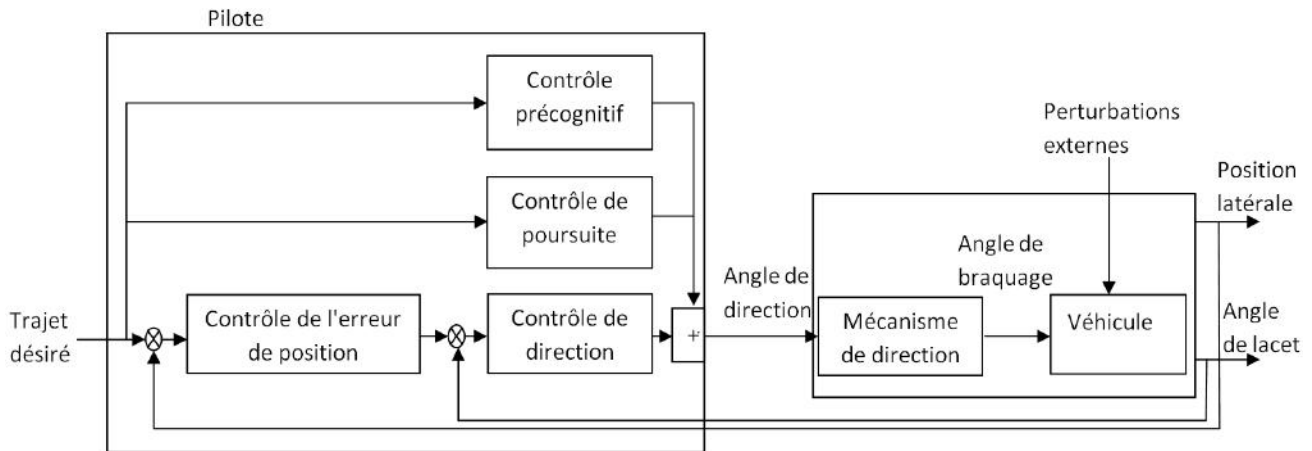 Pilote
Contrôle
précognitif
Perturbations
externes
Position
latérale
Contrôle de
poursuite
Angle de
direction
Angle de
braquage
Trajet
désiré
Contrôle de l'erreur
de position
Contrôle de
direction
+
Mécanisme
de direction
Véhicule
Angle
de lacet